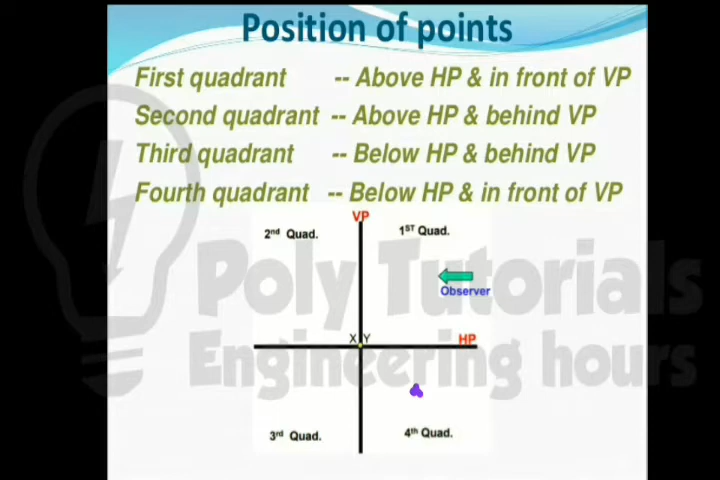 Position of points
First quadrant -- Above HP & in front of VP
Second quadrant -- Above HP & behind VP
Third quadrant -- Below HP & behind VP
Fourth quadrant -- Below HP & in front of VP
VP
2nd Quad. 1ST Quad.
Observer
X Y HP
3rd Quad. 4th Quad.
Poly Tutorials
Engineering hours